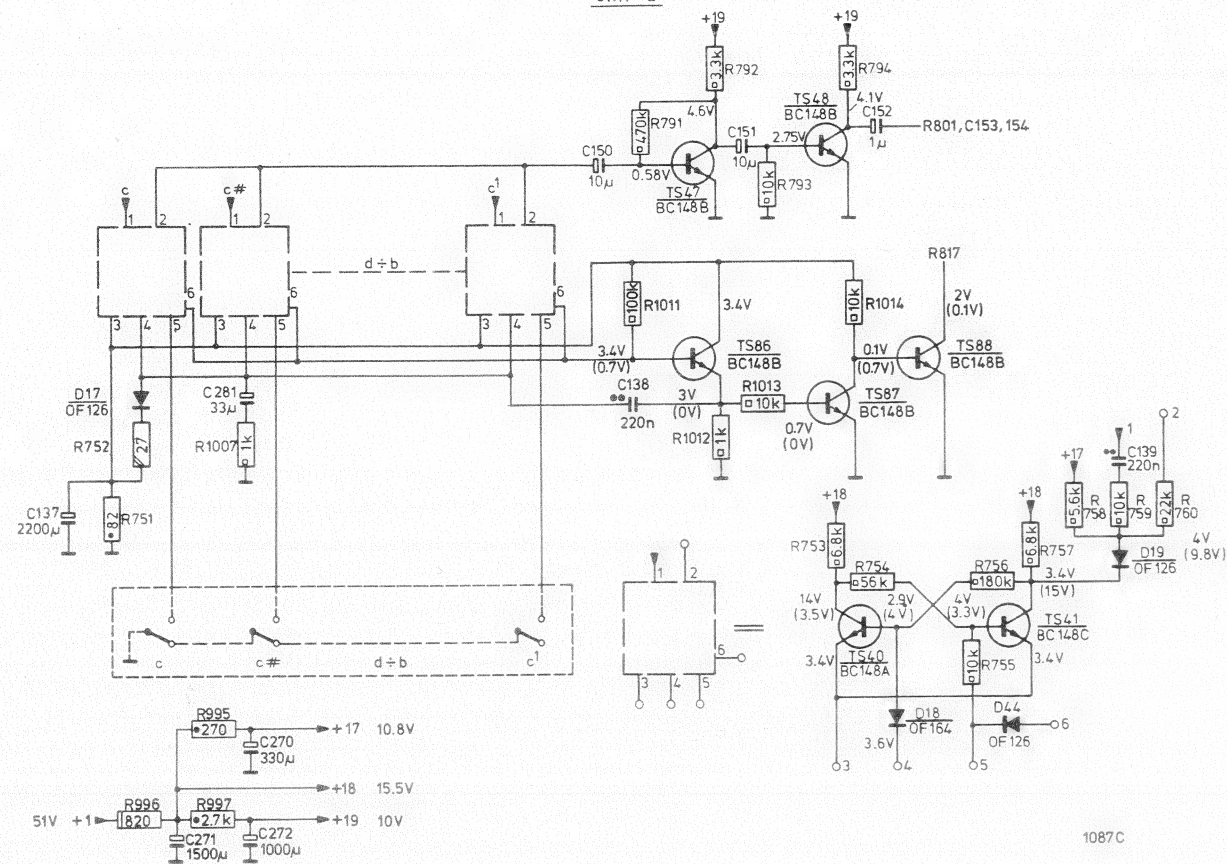 +19
+19
3.3k
R792
3.3k
R794
TS48
BC148B
4.1V
C152
1µ
R801, C153, 154
4.6V
470k
R791
C151
10µ
2.75V
C150
10µ
0.58V
TS47
BC148B
10k
R793
c
c#
c1
1
2
1
2
1
2
d÷b
6
6
6
3
4
5
3
4
5
3
4
5
R817
2V
(0.1V)
100k
R1011
3.4V
10k
R1014
3.4V
(0.7V)
TS86
BC148B
0.1V
(0.7V)
TS88
BC148B
D17
OF126
C281
33µ
C138
220n
3V
(0V)
R1013
10k
TS87
BC148B
0.7V
(0V)
R752
27
R1007
1k
R1012
1k
C137
2200µ
82
R751
2
1
+17
C139
220n
5.6k
R
758
10k
R
759
22k
R
760
4V
(9.8V)
D19
OF126
+18
+18
R753
6.8k
6.8k
R757
R754
56k
R756
180k
3.4V
(15V)
14V
(3.5V)
2.9V
(4V)
4V
(3.3V)
TS41
BC148C
TS40
BC148A
3.4V
10k
R755
3.4V
D18
OF164
3.6V
D44
OF126
6
3
4
5
1
2
6
3
4
5
c
c#
d÷b
c1
R995
270
+17 10.8V
C270
330µ
+18 15.5V
51V +1
R996
820
R997
2.7k
+19 10V
C271
1500µ
C272
1000µ
1087C